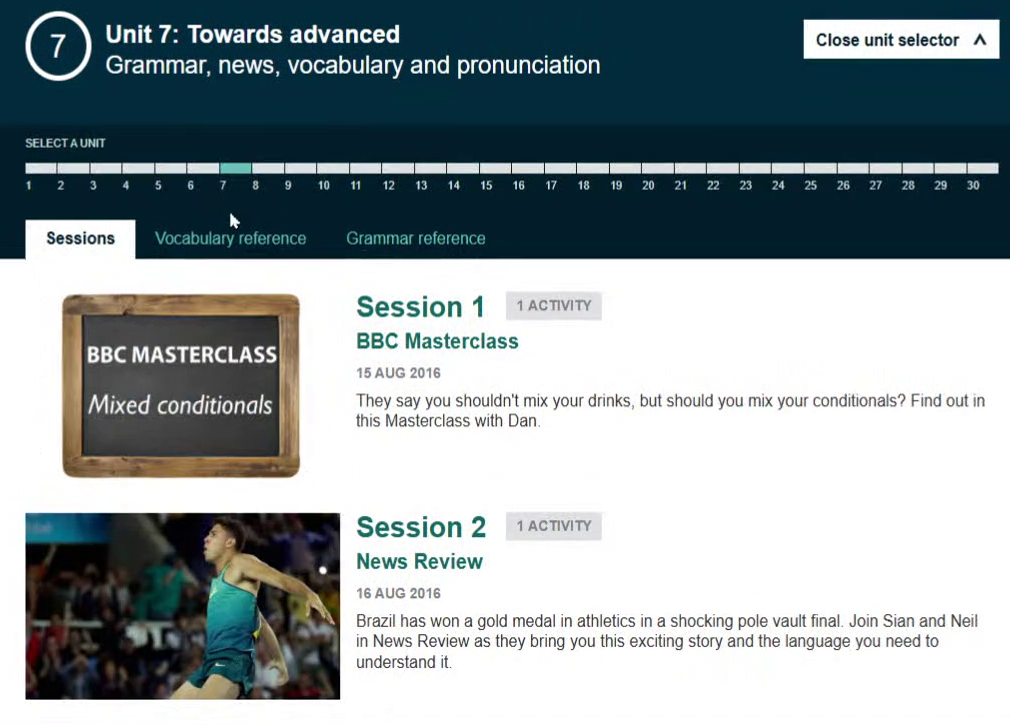 7
Unit 7: Towards advanced
Grammar, news, vocabulary and pronunciation
Close unit selector
SELECT A UNIT
1 2 3 4 5 6 7 8 9 10 11 12 13 14 15 16 17 18 19 20 21 22 23 24 25 26 27 28 29 30
Sessions Vocabulary reference Grammar reference
BBC MASTERCLASS
Mixed conditionals
Session 1 1 ACTIVITY
BBC Masterclass
15 AUG 2016
They say you shouldn't mix your drinks, but should you mix your conditionals? Find out in
this Masterclass with Dan.
Session 2 1 ACTIVITY
News Review
16 AUG 2016
Brazil has won a gold medal in athletics in a shocking pole vault final. Join Sian and Neil
in News Review as they bring you this exciting story and the language you need to
understand it.